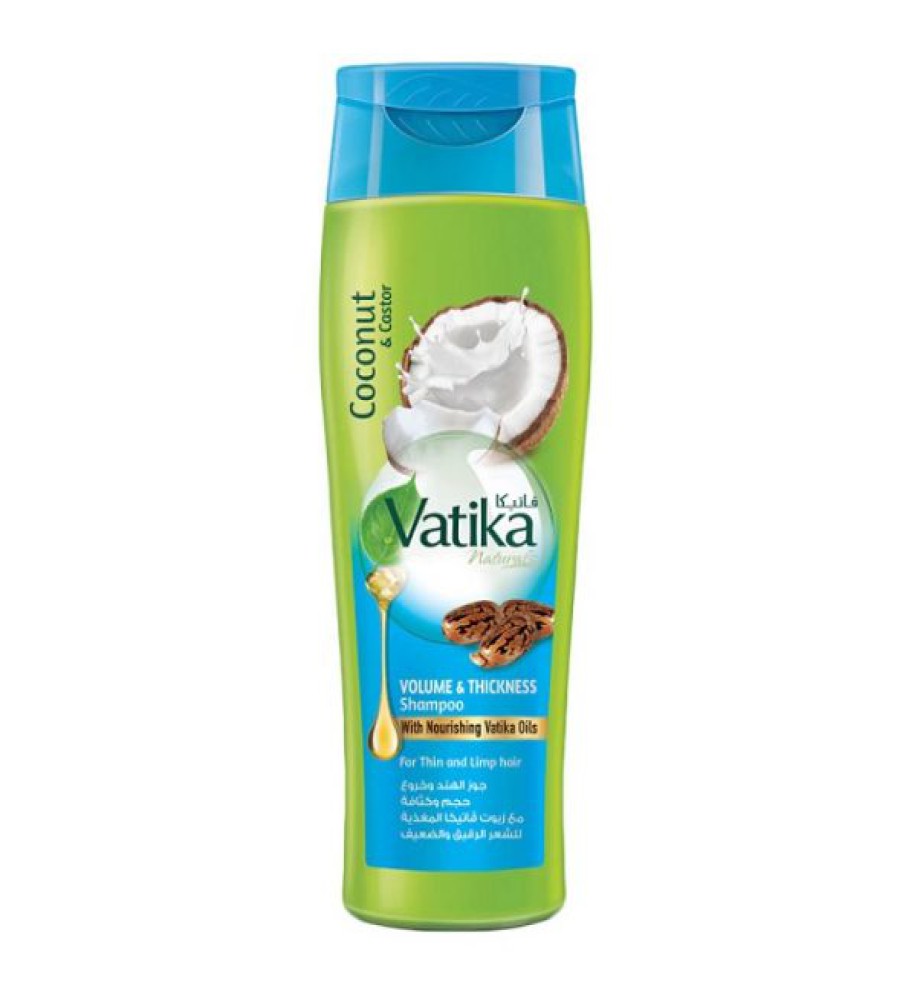 Coconut
& Castor
فاتيكا
Vatika
Naturals
VOLUME & THICKNESS
Shampoo
With Nourishing Vatika Oils
For Thin and Limp hair
جوز الهند وخروع
حجم وكثافة
مع زيوت ڤاتيكا المغذية
للشعر الرقيق والضعيف